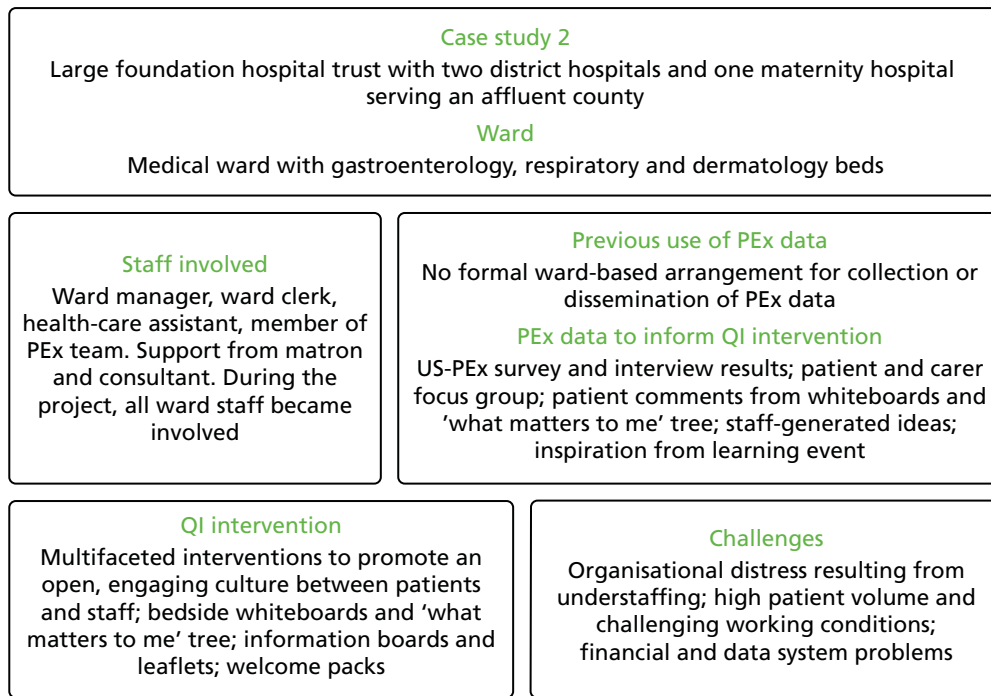 Case study 2
Large foundation hospital trust with two district hospitals and one maternity hospital
serving an affluent county
Ward
Medical ward with gastroenterology, respiratory and dermatology beds
Staff involved
Ward manager, ward clerk,
health-care assistant, member of
PEx team. Support from matron
and consultant. During the
project, all ward staff became
involved
Previous use of PEx data
No formal ward-based arrangement for collection or
dissemination of PEx data
PEx data to inform QI intervention
US-PEx survey and interview results; patient and carer
focus group; patient comments from whiteboards and
'what matters to me' tree; staff-generated ideas;
inspiration from learning event
QI intervention
Multifaceted interventions to promote an
open, engaging culture between patients
and staff; bedside whiteboards and 'what
matters to me' tree; information boards and
leaflets; welcome packs
Challenges
Organisational distress resulting from
understaffing; high patient volume and
challenging working conditions;
financial and data system problems